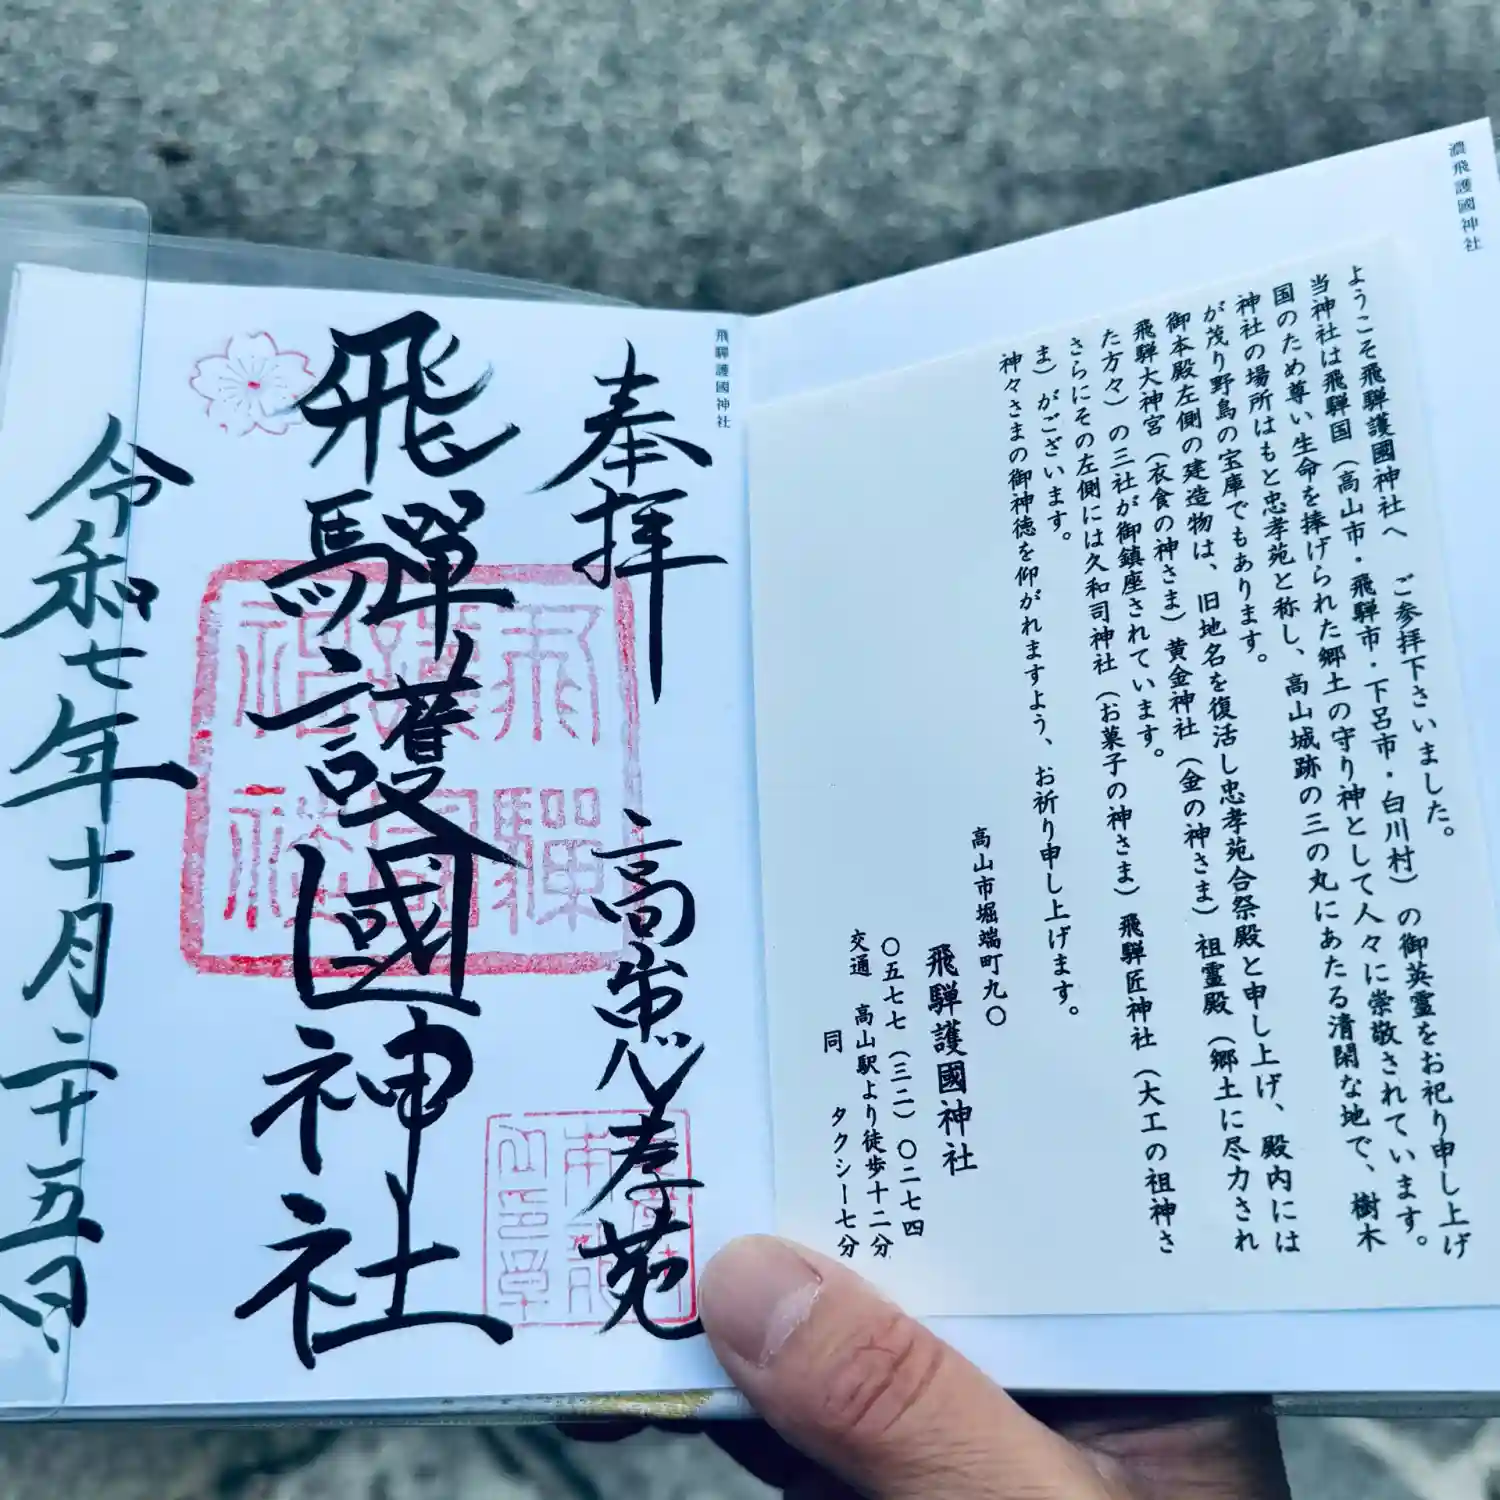 濃飛護國神社
ようこそ飛騨護國神社へ ご参拝下さいました。
当神社は飛騨国(高山市・飛騨市・下呂市・白川村)の御英霊をお祀り申し上げ
国のため尊い生命を捧げられた郷土の守り神として人々に崇敬されています。
神社の場所はもと忠孝苑と称し、高山城跡の三の丸にあたる清閑な地で、樹木
が茂り野鳥の宝庫でもあります。
御本殿左側の建造物は、旧地名を復活し忠孝苑合祭殿と申し上げ、殿内には
飛騨大神宮(衣食の神さま)黄金神社(金の神さま)祖霊殿(郷土に尽力され
た方々)の三社が御鎮座されています。
さらにその左側には久和司神社(お菓子の神さま)飛騨匠神社(大工の祖神さ
ま)がございます。
神々さまの御神徳を仰がれますよう、お祈り申し上げます。
高山市堀端町九〇
飛騨護國神社
〇五七七(三二)〇二七四
交通 高山駅より徒歩十二分
同 タクシー七分
飛騨護國神社
奉拝
高山忠孝苑
飛騨護國神社
令和七年十月二十五日